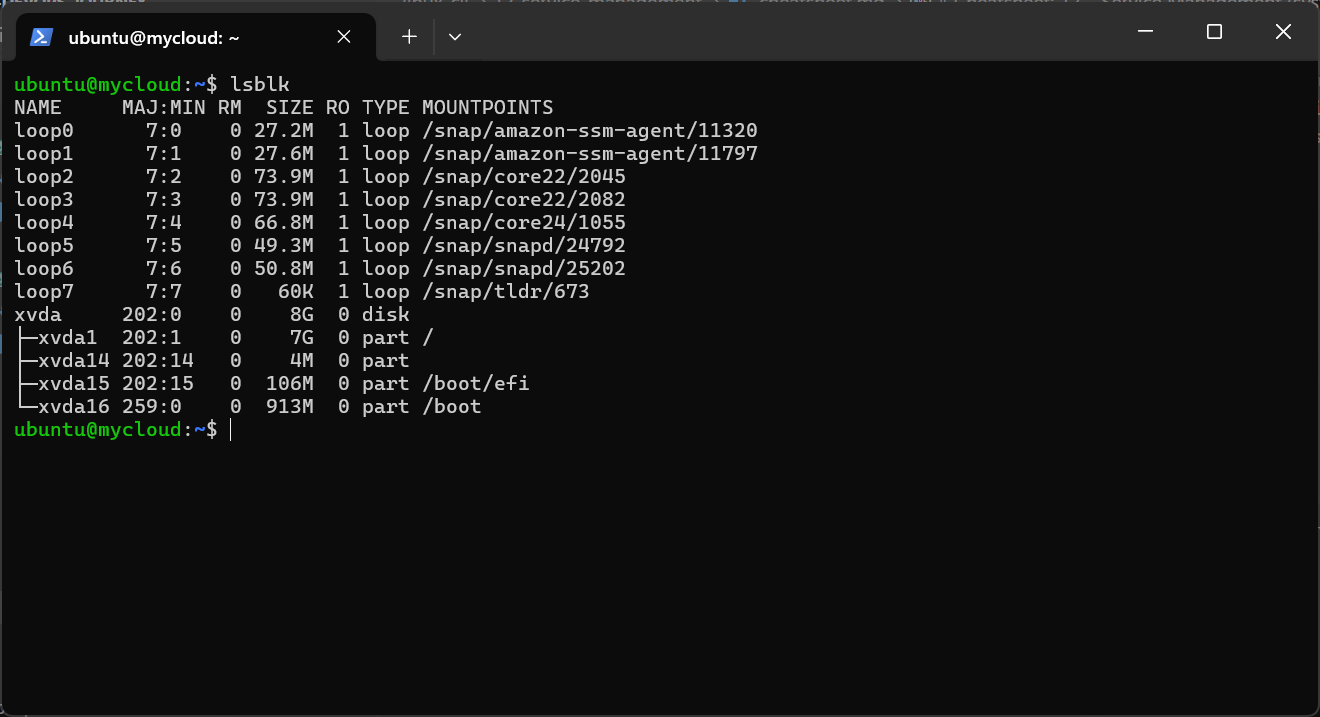 ubuntu@mycloud: ~
ubuntu@mycloud:~$ lsblk
NAME     MAJ:MIN RM  SIZE RO TYPE MOUNTPOINTS
loop0      7:0    0 27.2M  1 loop /snap/amazon-ssm-agent/11320
loop1      7:1    0 27.6M  1 loop /snap/amazon-ssm-agent/11797
loop2      7:2    0 73.9M  1 loop /snap/core22/2045
loop3      7:3    0 73.9M  1 loop /snap/core22/2082
loop4      7:4    0 66.8M  1 loop /snap/core24/1055
loop5      7:5    0 49.3M  1 loop /snap/snapd/24792
loop6      7:6    0 50.8M  1 loop /snap/snapd/25202
loop7      7:7    0   60K  1 loop /snap/tldr/673
xvda     202:0    0    8G  0 disk
├─xvda1  202:1    0    7G  0 part /
├─xvda14 202:14   0    4M  0 part
├─xvda15 202:15   0  106M  0 part /boot/efi
└─xvda16 259:0    0  913M  0 part /boot
ubuntu@mycloud:~$